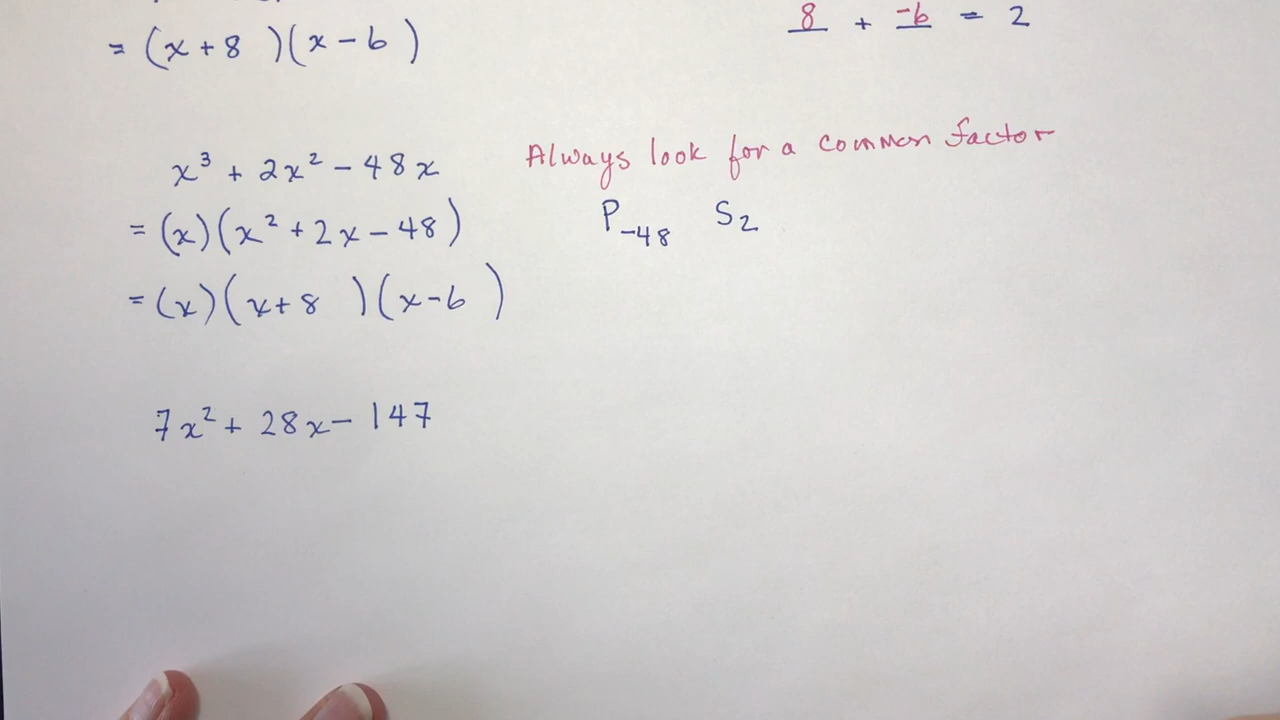 8 + -6 = 2
= (x + 8 )(x - 6 )
x³ + 2x² - 48x Always look for a common factor
= (x)(x² + 2x - 48) P₋₄₈ S₂
= (x)(x + 8 )(x - 6 )
7x² + 28x - 147